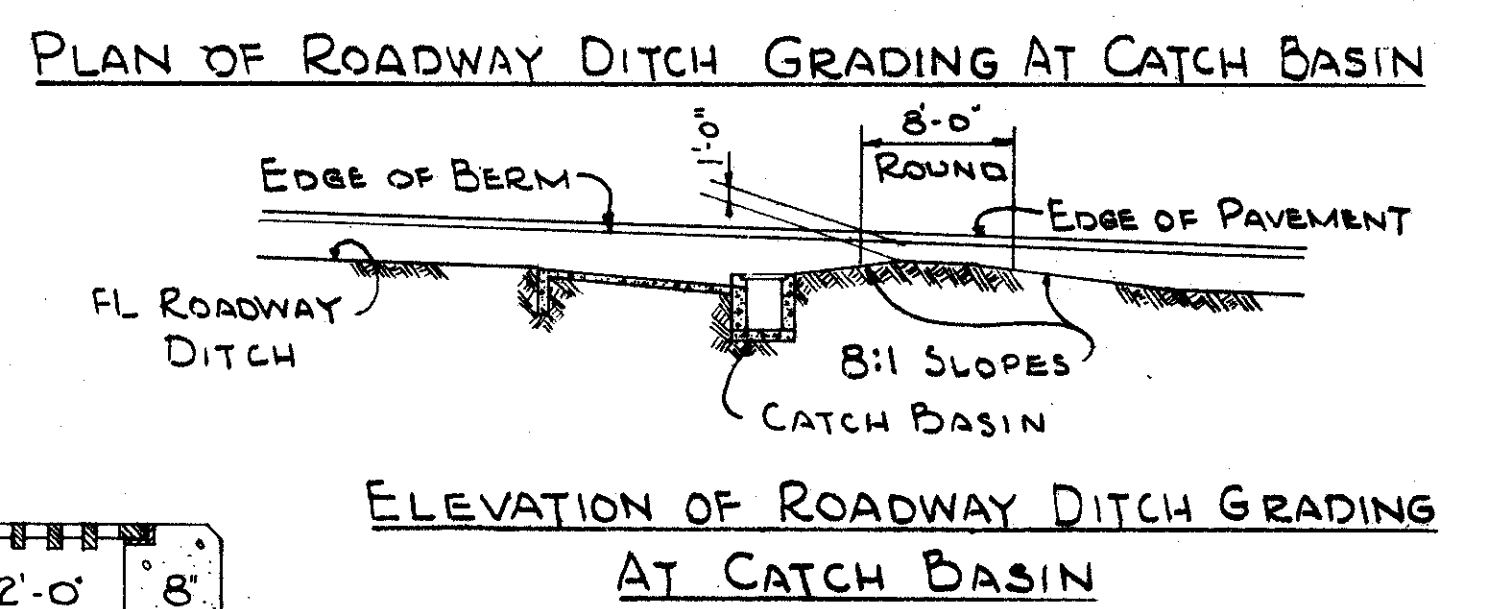 PLAN OF ROADWAY DITCH GRADING AT CATCH BASIN
1'-0"
8'-0"
ROUND
EDGE OF BERM
EDGE OF PAVEMENT
FL ROADWAY
DITCH
8:1 SLOPES
CATCH BASIN
ELEVATION OF ROADWAY DITCH GRADING
AT CATCH BASIN
2'-0"
8"